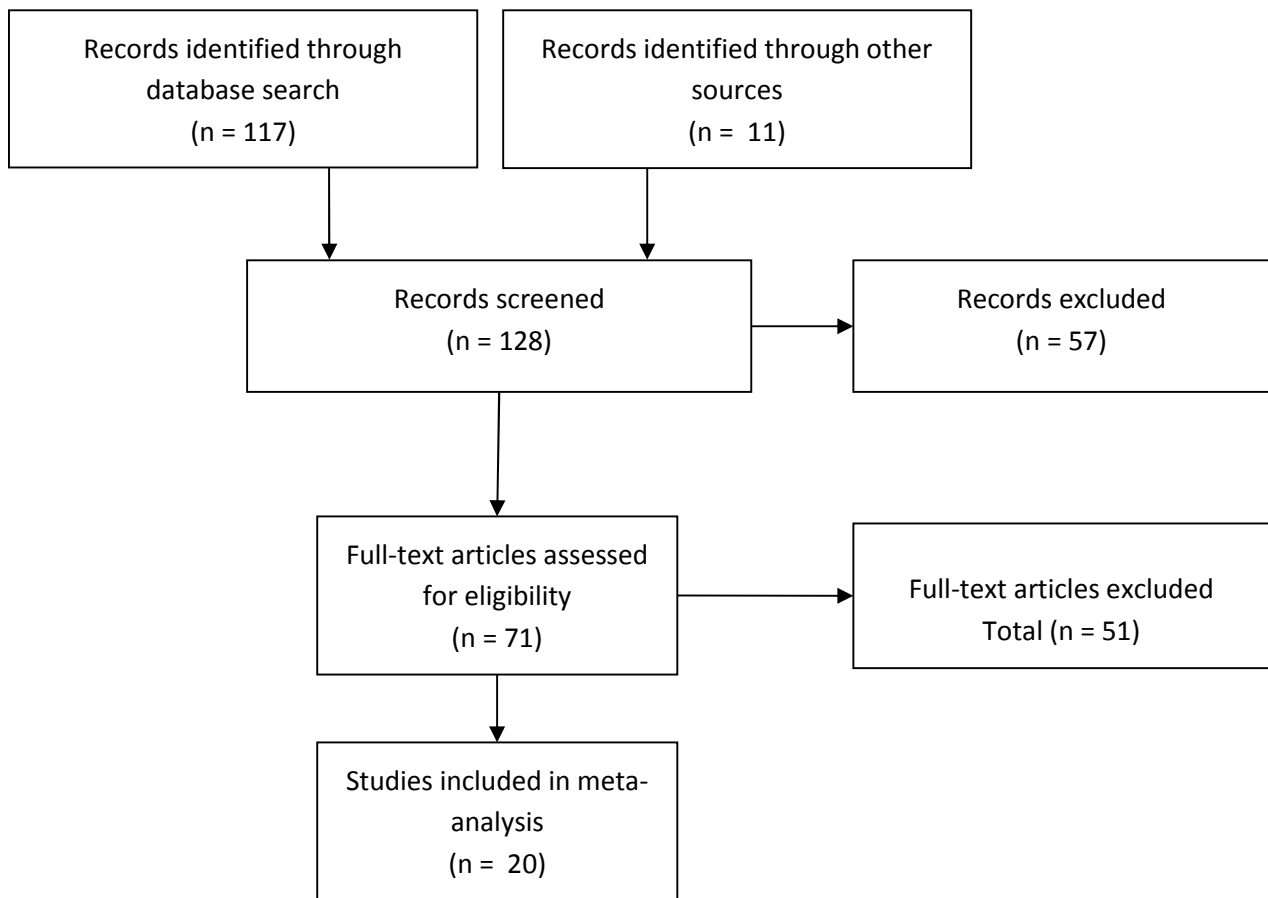 Records identified through
database search
(n = 117)
Records identified through other
sources
(n =  11)
Records screened
(n = 128)
Records excluded
(n = 57)
Full-text articles assessed
for eligibility
(n = 71)
Full-text articles excluded
Total (n = 51)
Studies included in meta-
analysis
(n =  20)